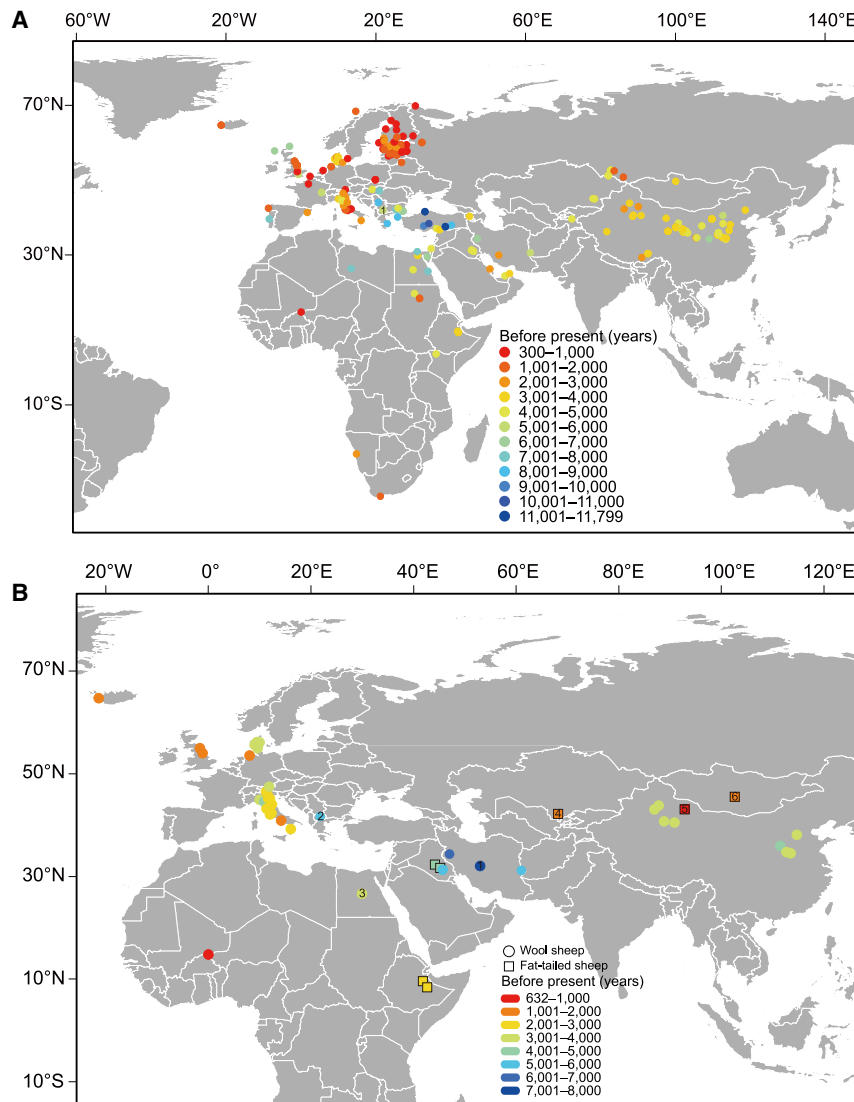 A
60°W 20°W 20°E 60°E 100°E 140°E
70°N
30°N
10°S
1
Before present (years)
300–1,000
1,001–2,000
2,001–3,000
3,001–4,000
4,001–5,000
5,001–6,000
6,001–7,000
7,001–8,000
8,001–9,000
9,001–10,000
10,001–11,000
11,001–11,799
B
20°W 0° 20°E 40°E 60°E 80°E 100°E 120°E
70°N
50°N
30°N
10°N
10°S
6
5
4
2
1
3
Wool sheep
Fat-tailed sheep
Before present (years)
632–1,000
1,001–2,000
2,001–3,000
3,001–4,000
4,001–5,000
5,001–6,000
6,001–7,000
7,001–8,000